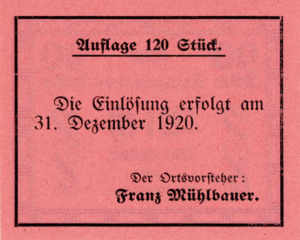 Auflage 120 Stück.
Die Einlösung erfolgt am
31. Dezember 1920.
Der Ortsvorsteher:
Franz Mühlbauer.